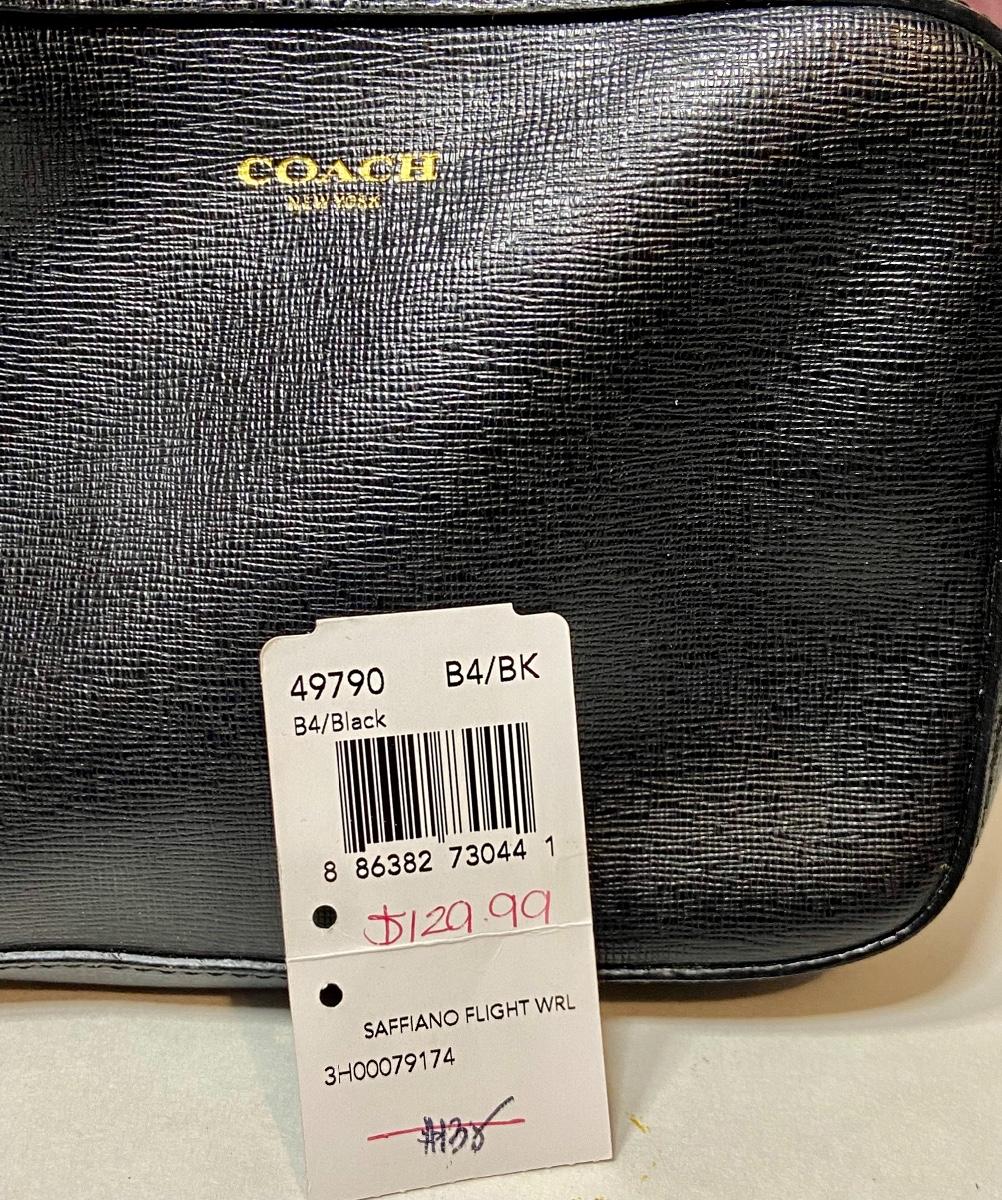 COACH
NEW YORK
49790 B4/BK
B4/Black
8 86382 73044 1
$129.99
SAFFIANO FLIGHT WRL
3H00079174